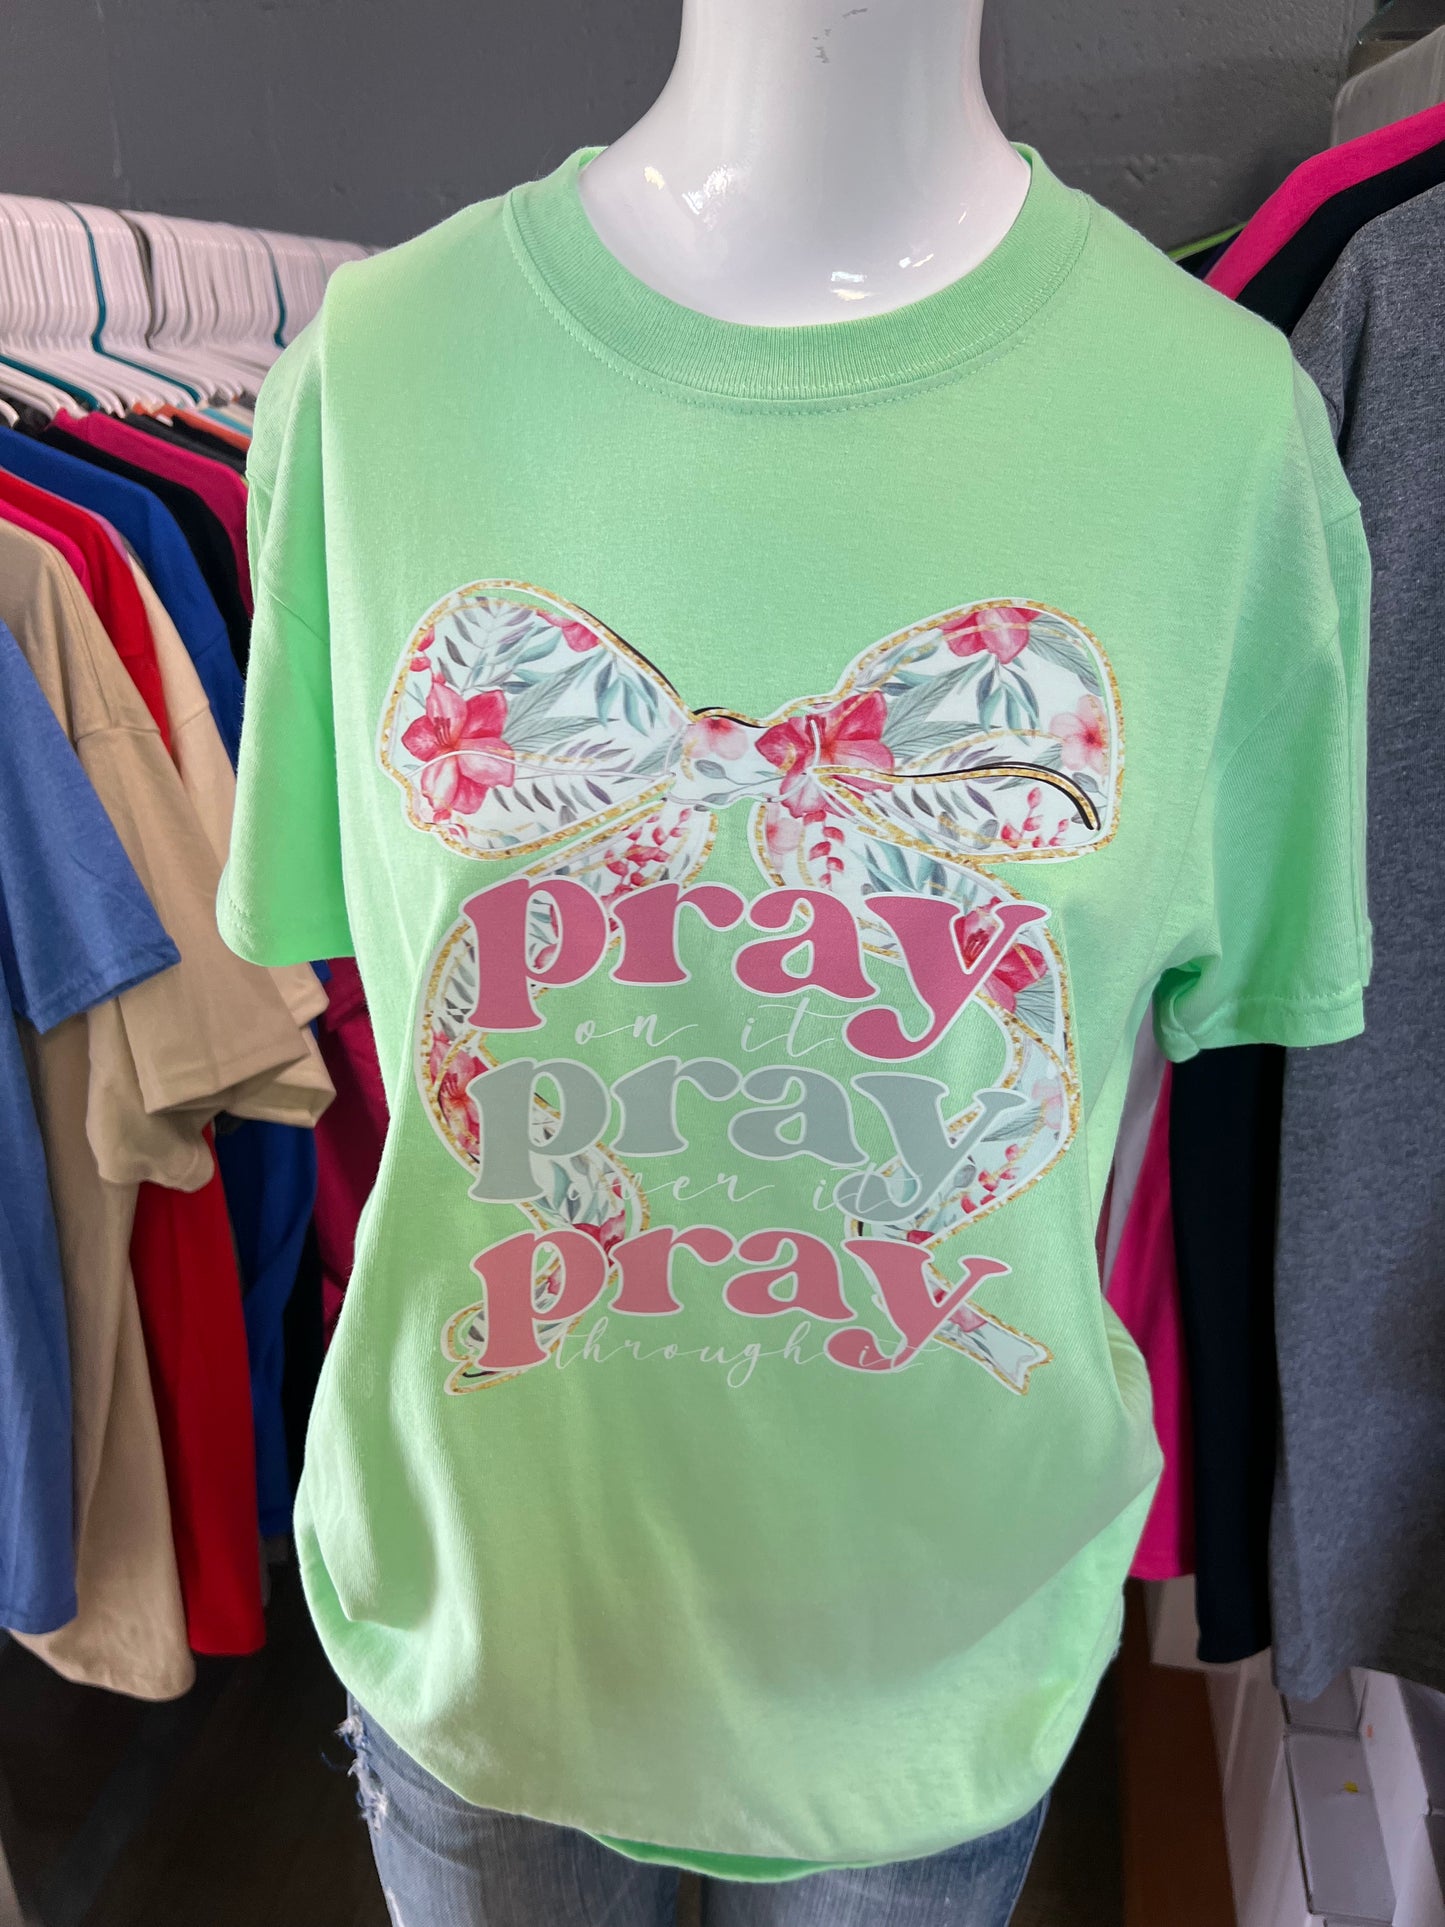 pray
on it
pray
over it
pray
through it